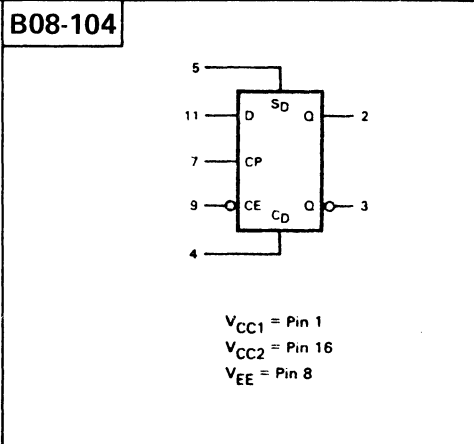 B08-104
5
11 D SD Q 2
7 CP
9 CE CD Q 3
4
VCC1 = Pin 1
VCC2 = Pin 16
VEE = Pin 8